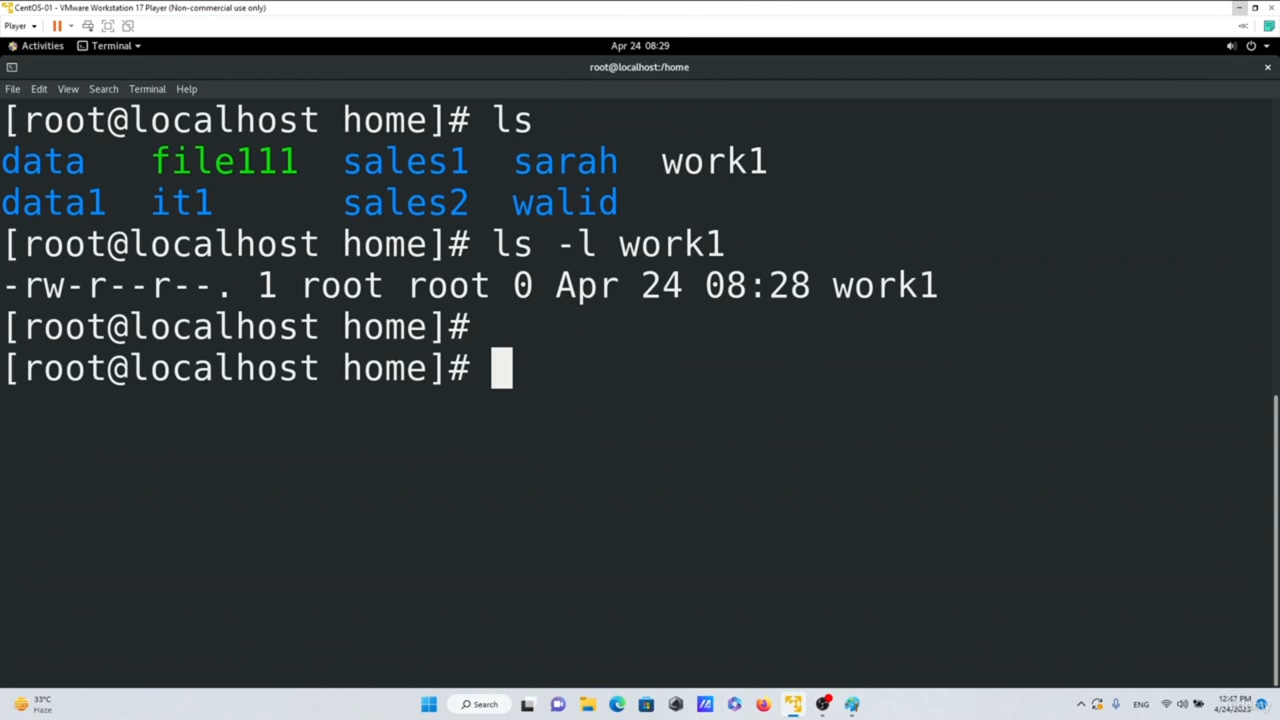 CentOS-01 - VMware Workstation 17 Player (Non-commercial use only)
Player
Activities Terminal Apr 24 08:29
root@localhost:/home
File Edit View Search Terminal Help
[root@localhost home]# ls
data file111 sales1 sarah work1
data1 it1 sales2 walid
[root@localhost home]# ls -l work1
-rw-r--r--. 1 root root 0 Apr 24 08:28 work1
[root@localhost home]#
[root@localhost home]#
33°C
Haze
Search
ENG
12:47 PM
4/24/2023